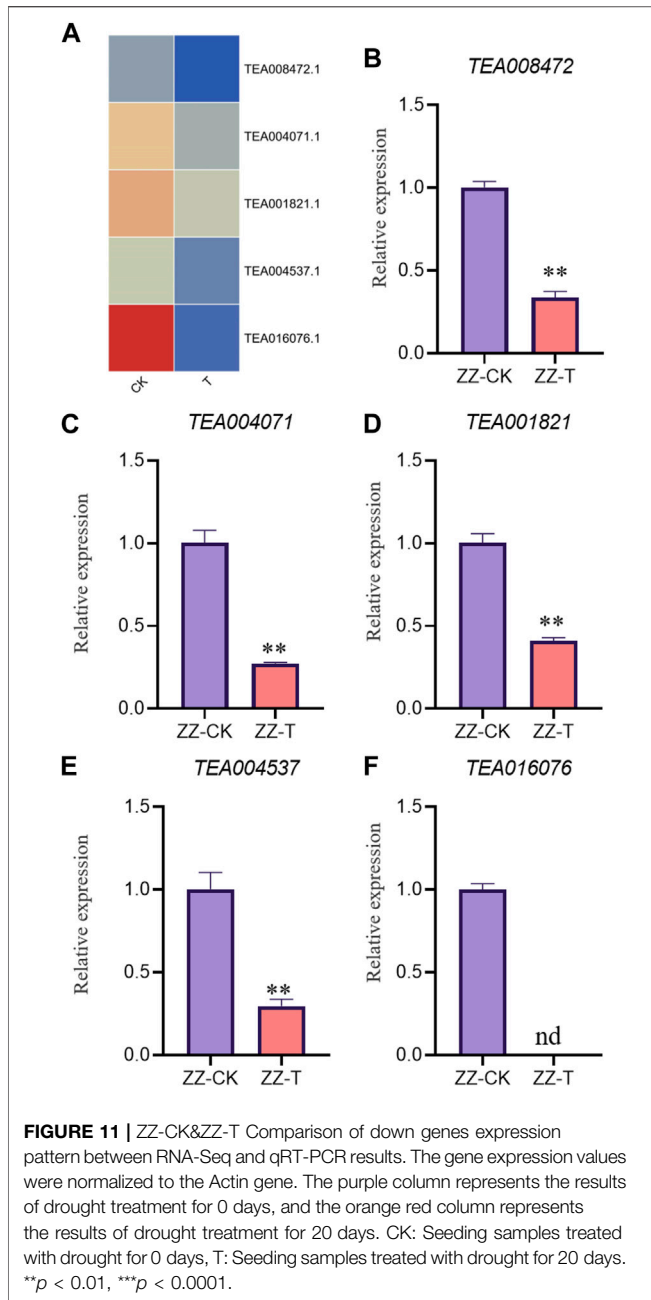 A
TEA008472.1
TEA004071.1
TEA001821.1
TEA004537.1
TEA016076.1
CK
T
B
TEA008472
Relative expression
1.5
1.0
0.5
0.0
**
ZZ-CK
ZZ-T
C
TEA004071
Relative expression
1.5
1.0
0.5
0.0
**
ZZ-CK
ZZ-T
D
TEA001821
Relative expression
1.5
1.0
0.5
0.0
**
ZZ-CK
ZZ-T
E
TEA004537
Relative expression
1.5
1.0
0.5
0.0
**
ZZ-CK
ZZ-T
F
TEA016076
Relative expression
1.5
1.0
0.5
0.0
nd
ZZ-CK
ZZ-T
FIGURE 11 | ZZ-CK&ZZ-T Comparison of down genes expression
pattern between RNA-Seq and qRT-PCR results. The gene expression values
were normalized to the Actin gene. The purple column represents the results
of drought treatment for 0 days, and the orange red column represents
the results of drought treatment for 20 days. CK: Seeding samples treated
with drought for 0 days, T: Seeding samples treated with drought for 20 days.
**p < 0.01, ***p < 0.0001.